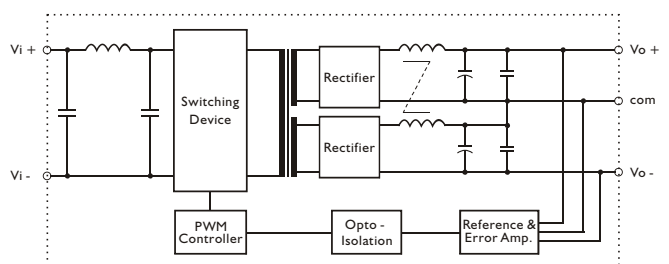 Vi +
Vo +
Rectifier
Switching
Device
com
Rectifier
Vi -
Vo -
PWM
Controller
Opto -
Isolation
Reference &
Error Amp.